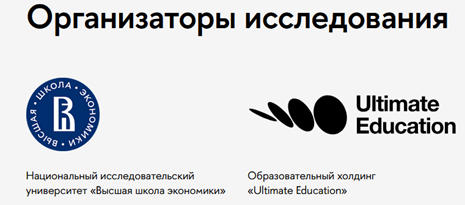 Организаторы исследования
ВЫСШАЯ ШКОЛА ЭКОНОМИКИ
Ultimate
Education
Национальный исследовательский
университет «Высшая школа экономики»
Образовательный холдинг
«Ultimate Education»